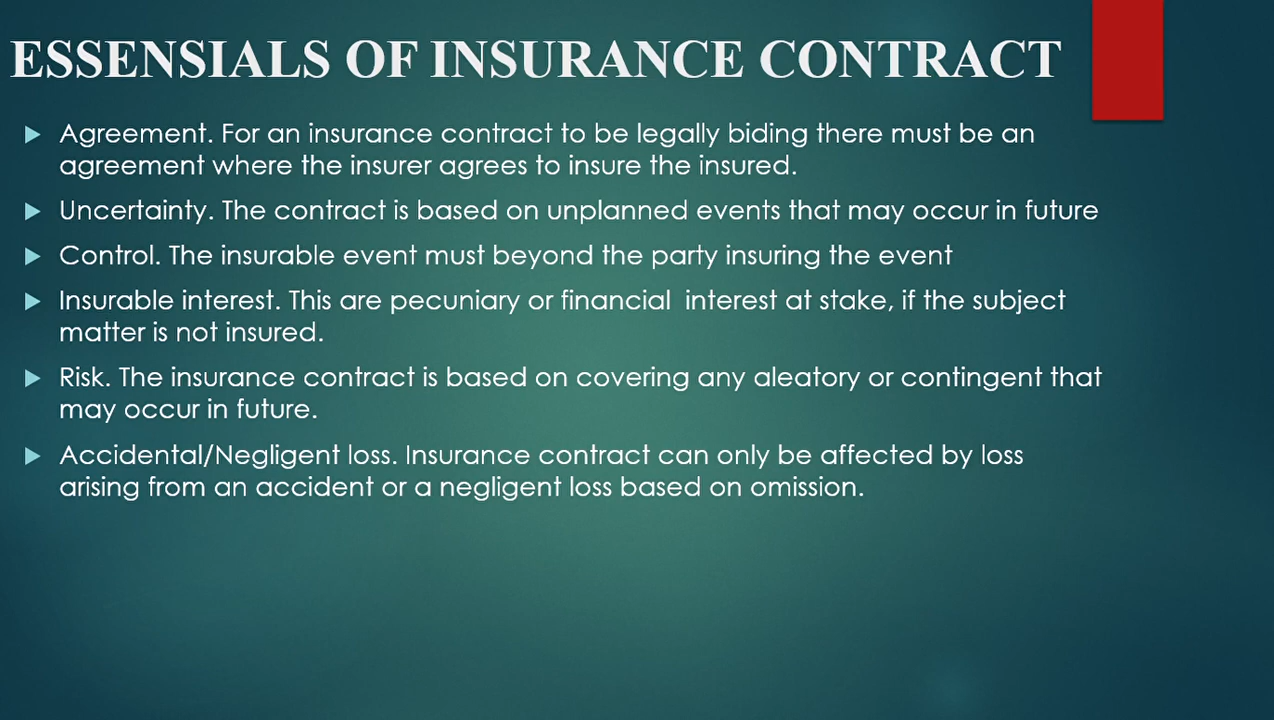 ESSENSIALS OF INSURANCE CONTRACT
Agreement. For an insurance contract to be legally biding there must be an
agreement where the insurer agrees to insure the insured.
Uncertainty. The contract is based on unplanned events that may occur in future
Control. The insurable event must beyond the party insuring the event
Insurable interest. This are pecuniary or financial  interest at stake, if the subject
matter is not insured.
Risk. The insurance contract is based on covering any aleatory or contingent that
may occur in future.
Accidental/Negligent loss. Insurance contract can only be affected by loss
arising from an accident or a negligent loss based on omission.